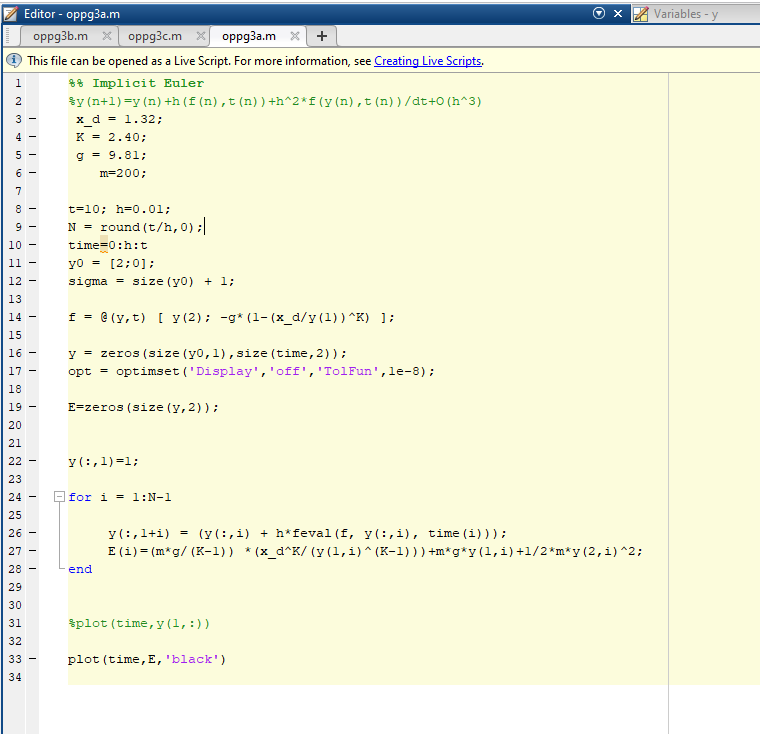 Editor - oppg3a.m
Variables - y
oppg3b.m × oppg3c.m × oppg3a.m × +
This file can be opened as a Live Script. For more information, see Creating Live Scripts.
1 %% Implicit Euler
2 %y(n+1)=y(n)+h(f(n),t(n))+h^2*f(y(n),t(n))/dt+O(h^3)
3 – x_d = 1.32;
4 – K = 2.40;
5 – g = 9.81;
6 – m=200;
7
8 – t=10; h=0.01;
9 – N = round(t/h,0);
10 – time=0:h:t
11 – y0 = [2;0];
12 – sigma = size(y0) + 1;
13
14 – f = @(y,t) [ y(2); -g*(1-(x_d/y(1))^K) ];
15
16 – y = zeros(size(y0,1),size(time,2));
17 – opt = optimset('Display','off','TolFun',1e-8);
18
19 – E=zeros(size(y,2));
20
21
22 – y(:,1)=1;
23
24 – for i = 1:N-1
25
26 – y(:,1+i) = (y(:,i) + h*feval(f, y(:,i), time(i)));
27 – E(i)=(m*g/(K-1)) *(x_d^K/(y(1,i)^(K-1)))+m*g*y(1,i)+1/2*m*y(2,i)^2;
28 – end
29
30
31 %plot(time,y(1,:))
32
33 – plot(time,E,'black')
34